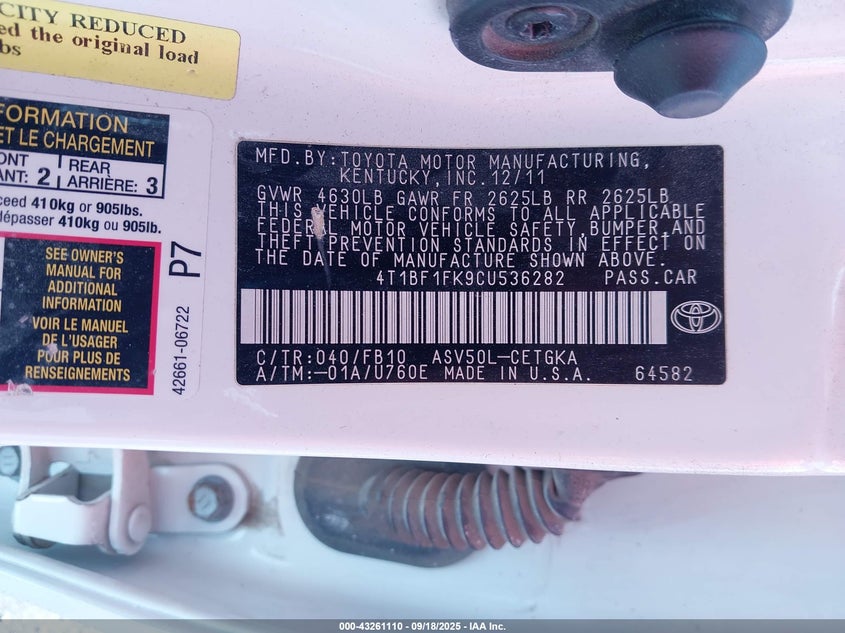 CITY REDUCED
ed the original load
bs
FORMATION
ET LE CHARGEMENT
ONT
ANT: 2
REAR
ARRIÈRE: 3
ceed 410kg or 905lbs.
dépasser 410 kg ou 905lb.
SEE OWNER'S
MANUAL FOR
ADDITIONAL
INFORMATION
VOIR LE MANUEL
DE L'USAGER
POUR PLUS DE
RENSEIGNEMENTS
P7
42661-06722
MFD.BY:TOYOTA MOTOR MANUFACTURING,
KENTUCKY,INC.12/11
GVWR 4630LB GAWR FR 2625LB RR 2625LB
THIS VEHICLE CONFORMS TO ALL APPLICABLE
FEDERAL MOTOR VEHICLE SAFETY,BUMPER,AND
THEFT PREVENTION STANDARDS IN EFFECT ON
THE DATE OF MANUFACTURE SHOWN ABOVE.
4T1BF1FK9CU536282 PASS.CAR
C/TR:040/FB10 ASV50L-CETGKA
A/TM:-01A/U760E MADE IN U.S.A. 64582
000-43261110 - 09/18/2025 - IAA Inc.